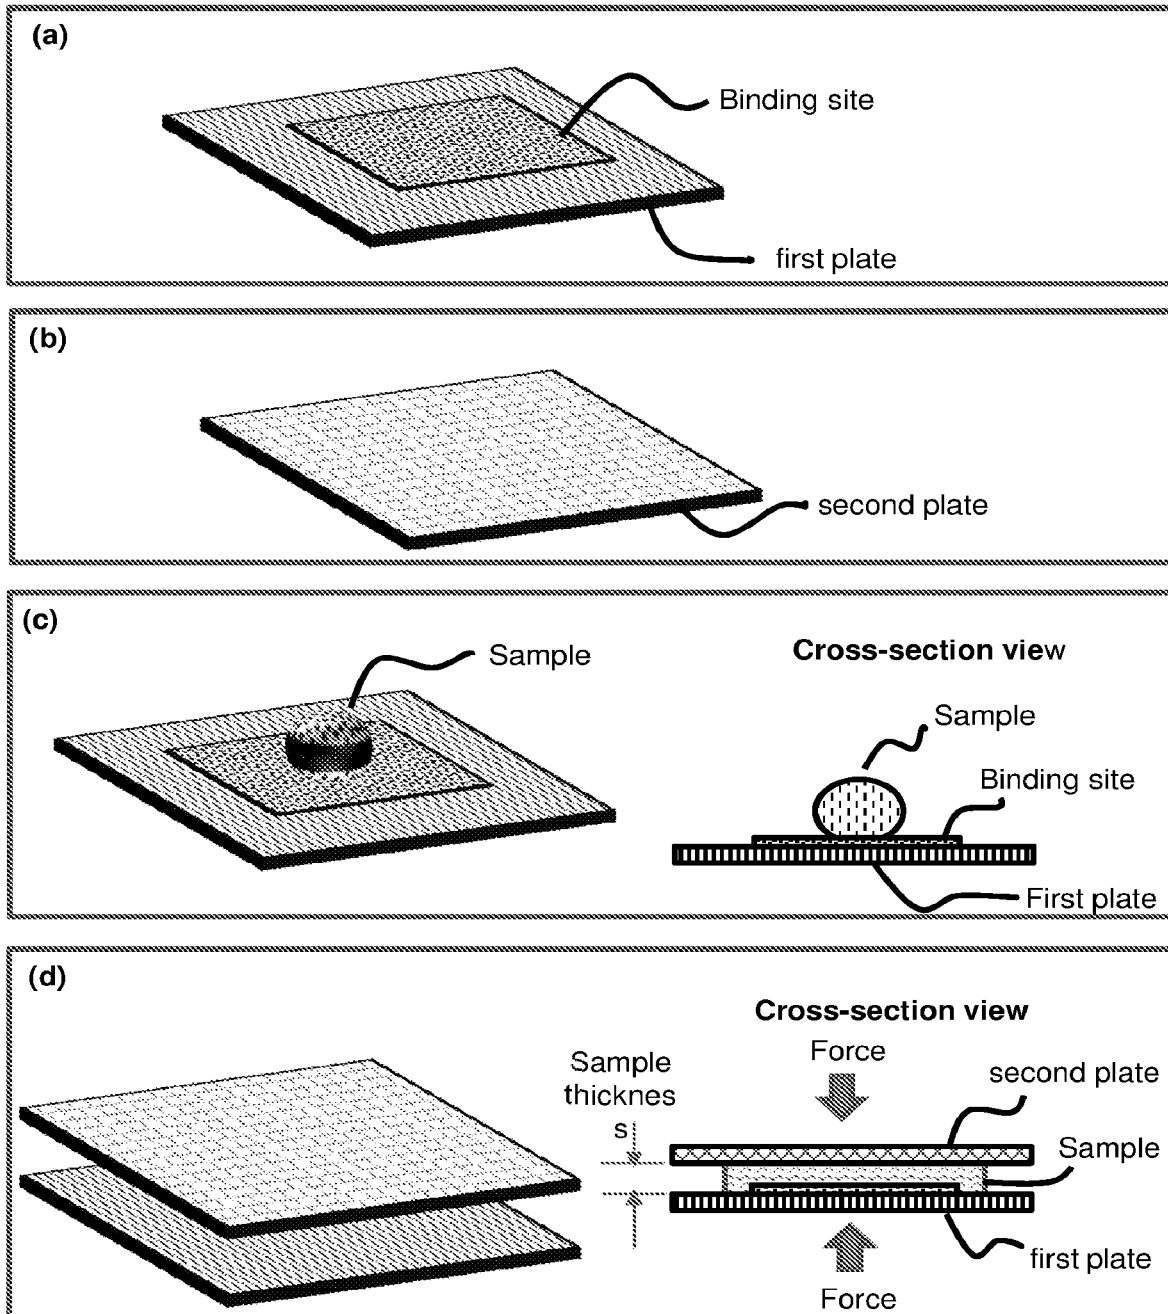 (a)
Binding site
first plate
(b)
second plate
(c)
Sample
Cross-section view
Sample
Binding site
First plate
(d)
Cross-section view
Force
Sample
thicknes
s
second plate
Sample
first plate
Force